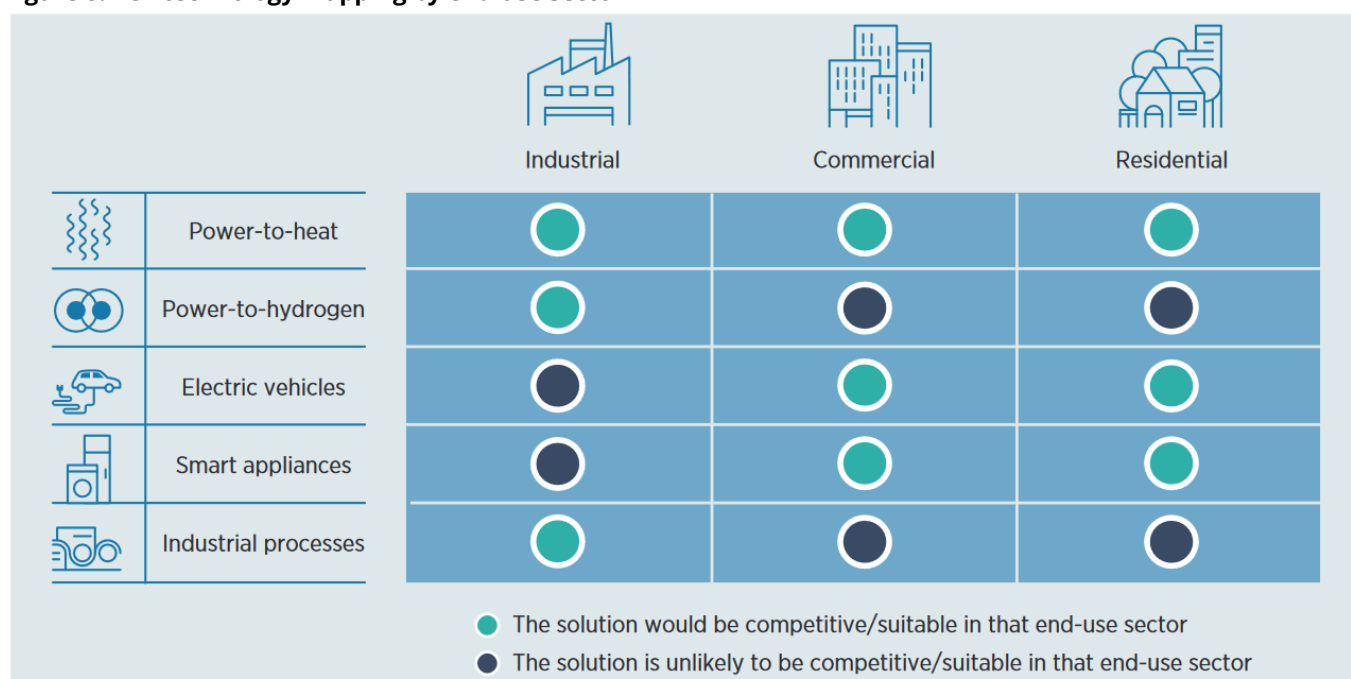 Industrial Commercial Residential
Power-to-heat
Power-to-hydrogen
Electric vehicles
Smart appliances
Industrial processes
The solution would be competitive/suitable in that end-use sector
The solution is unlikely to be competitive/suitable in that end-use sector